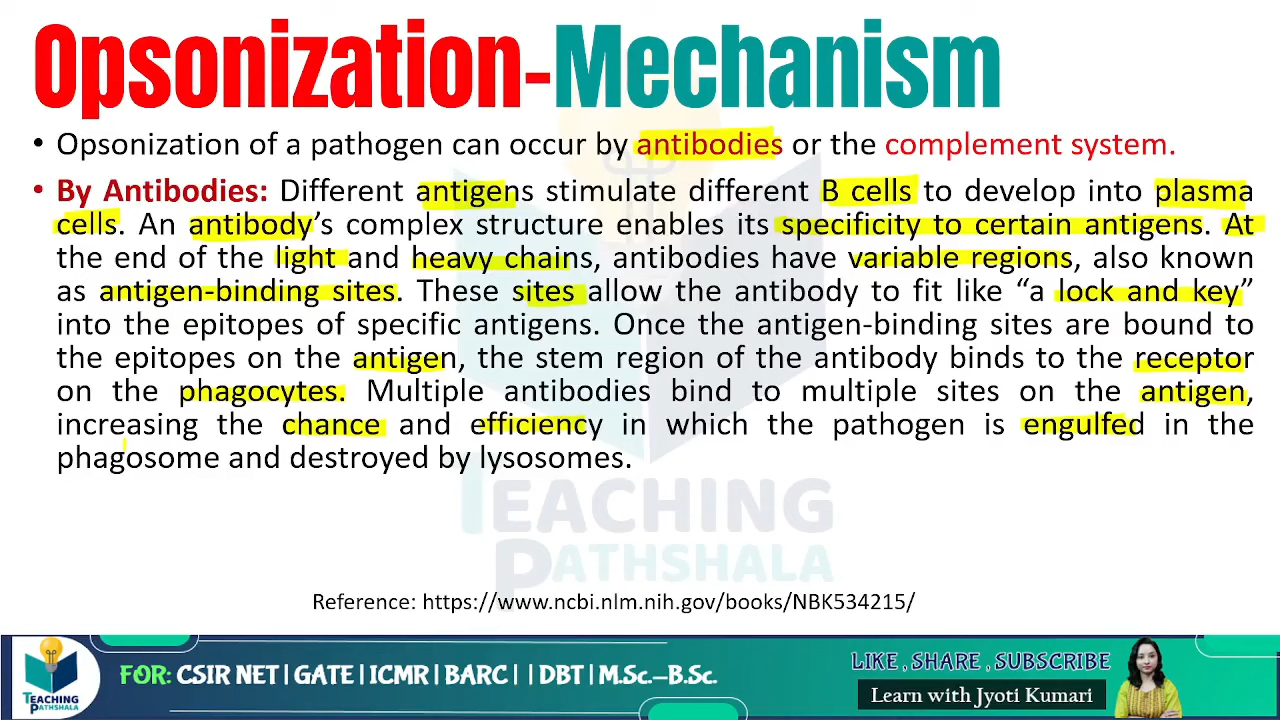 Opsonization-Mechanism
• Opsonization of a pathogen can occur by antibodies or the complement system.
• By Antibodies: Different antigens stimulate different B cells to develop into plasma
cells. An antibody’s complex structure enables its specificity to certain antigens. At
the end of the light and heavy chains, antibodies have variable regions, also known
as antigen-binding sites. These sites allow the antibody to fit like “a lock and key”
into the epitopes of specific antigens. Once the antigen-binding sites are bound to
the epitopes on the antigen, the stem region of the antibody binds to the receptor
on the phagocytes. Multiple antibodies bind to multiple sites on the antigen,
increasing the chance and efficiency in which the pathogen is engulfed in the
phagosome and destroyed by lysosomes.
TEACHING
PATHSHALA
Reference: https://www.ncbi.nlm.nih.gov/books/NBK534215/
TEACHING
PATHSHALA
FOR: CSIR NET | GATE | ICMR | BARC | | DBT | M.Sc.-B.Sc.
LIKE , SHARE , SUBSCRIBE
Learn with Jyoti Kumari